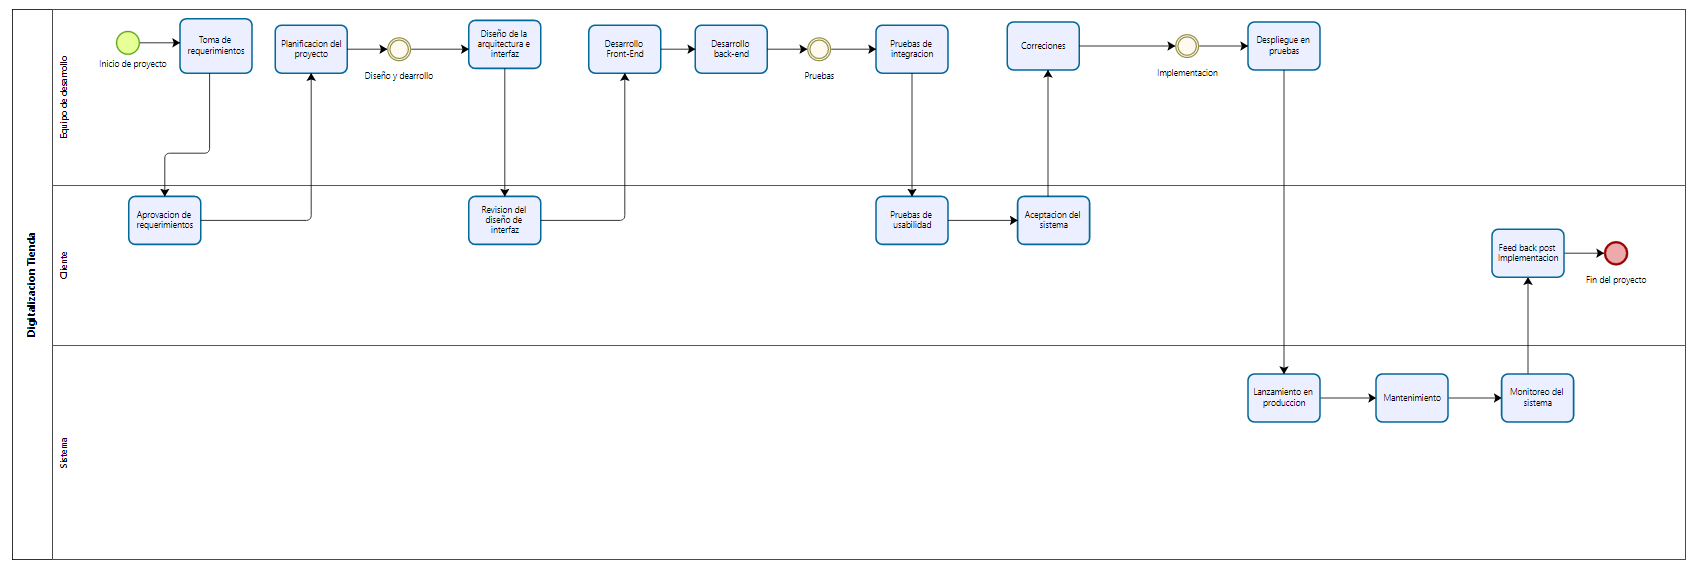 Digitalizacion Tienda
Equipo de desarrollo
Inicio de proyecto
Toma de
requerimientos
Planificacion del
proyecto
Diseño y dearrollo
Diseño de la
arquitectura e
interfaz
Desarrollo
Front-End
Desarrollo
back-end
Pruebas
Pruebas de
integracion
Correciones
Implementacion
Despliegue en
pruebas
Cliente
Aprovacion de
requerimientos
Revision del
diseño de
interfaz
Pruebas de
usabilidad
Aceptacion del
sistema
Feed back post
Implementacion
Fin del proyecto
Sistema
Lanzamiento en
produccion
Mantenimiento
Monitoreo del
sistema